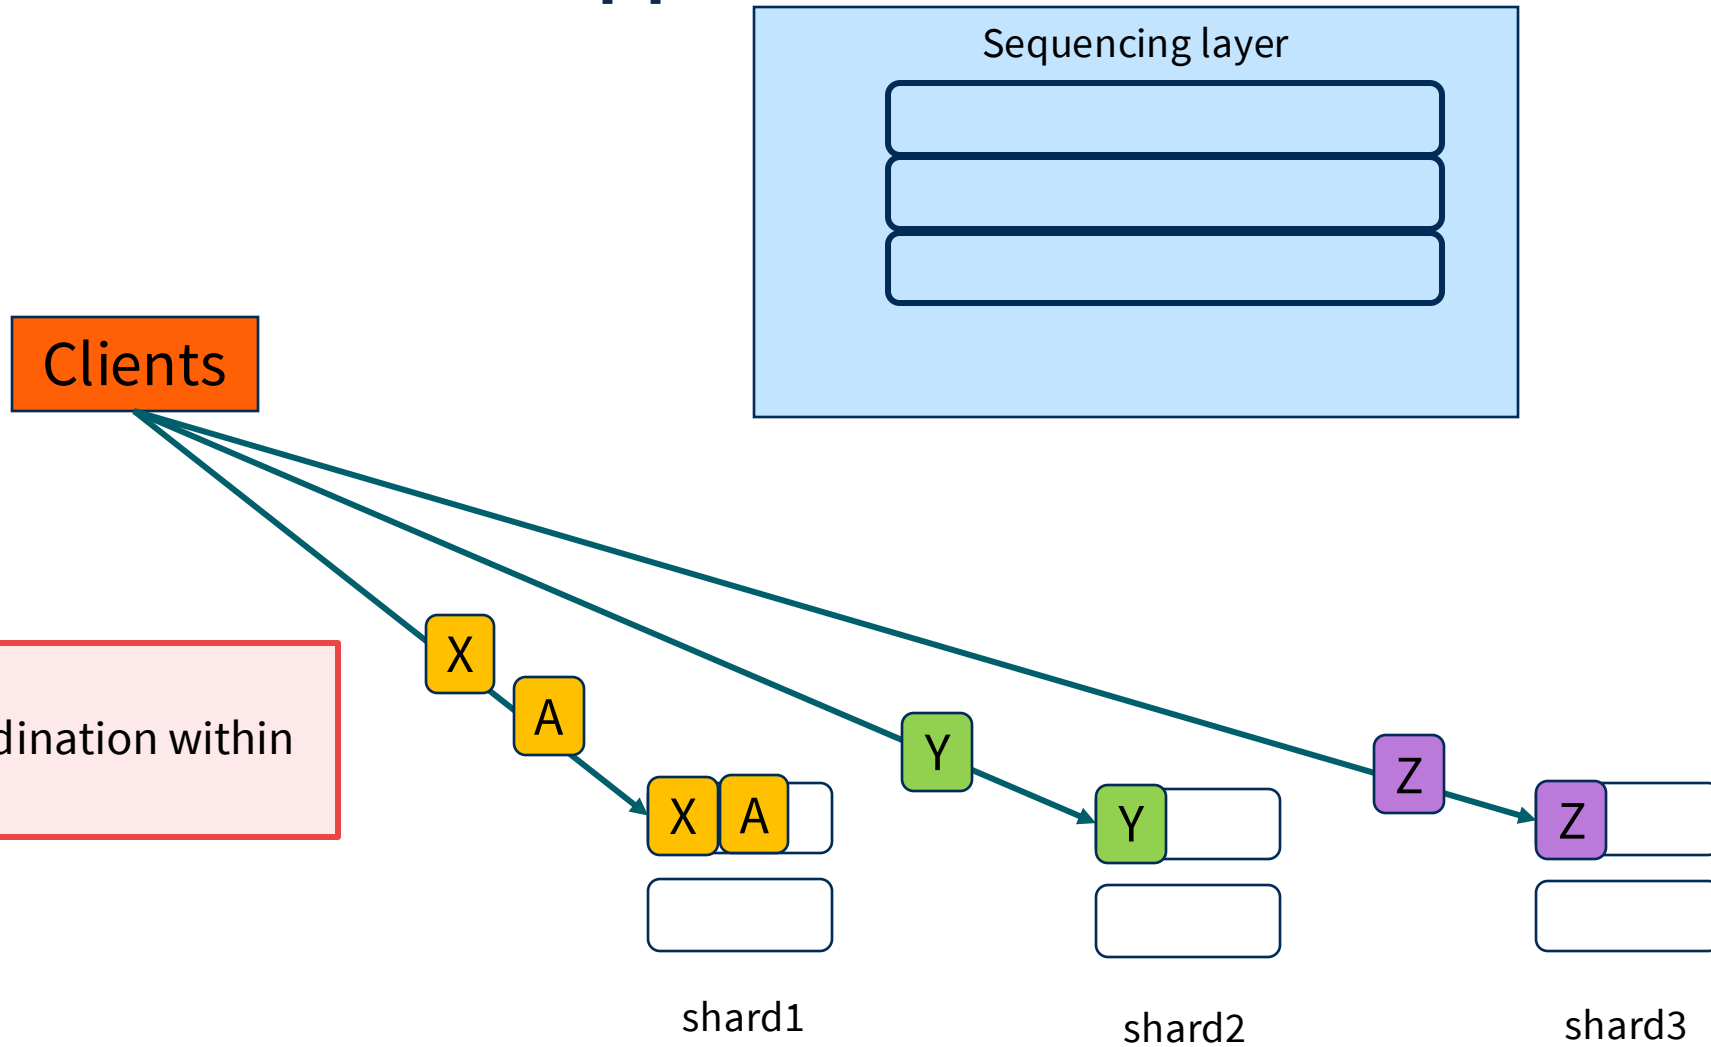 Sequencing layer
Clients
X
A
Y
Z
dination within
X A
Y
Z
shard1
shard2
shard3